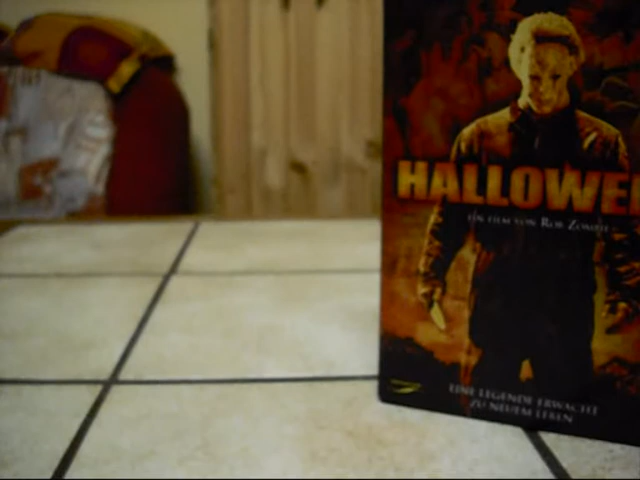 HALLOWE
EIN FILM VON ROB ZOMBIE
EINE LEGENDE ERWACHT
ZU NEUEM LEBEN